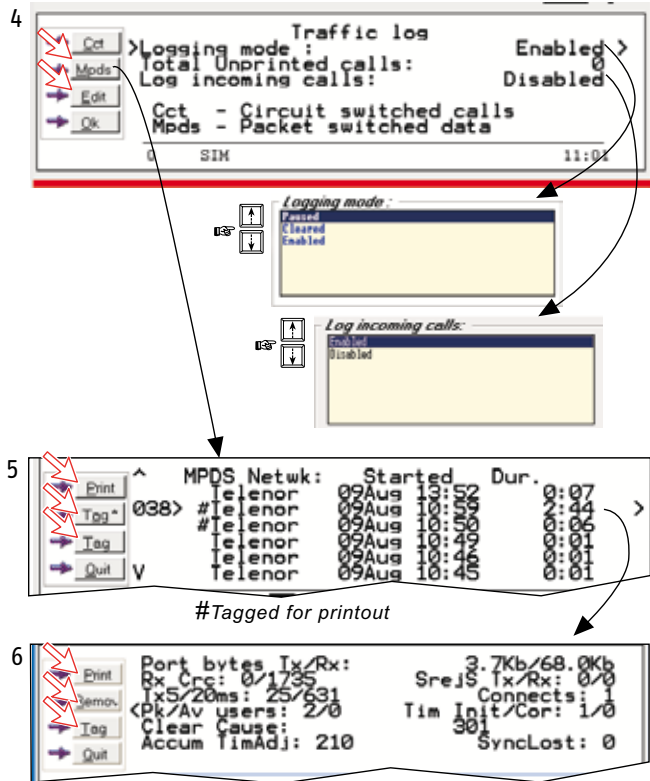 4
Traffic log
Cct
>Logging mode : Enabled >
Mpds
Total Unprinted calls: 0
Log incoming calls: Disabled
Edit
Cct - Circuit switched calls
Ok
Mpds - Packet switched data
0 SIM 11:01
Logging mode :
Paused
Cleared
Enabled
Log incoming calls:
Enabled
Disabled
5
^ MPDS Netwk: Started Dur.
Print
Telenor 09Aug 13:52 0:07
Tag^
038> #Telenor 09Aug 10:59 2:44 >
#Telenor 09Aug 10:50 0:06
Tag
Telenor 09Aug 10:49 0:01
Telenor 09Aug 10:46 0:01
Quit
V Telenor 09Aug 10:45 0:01
#Tagged for printout
6
Port bytes Tx/Rx: 3.7Kb/68.0Kb
Print
Rx Crc: 0/1735 SrejS Tx/Rx: 0/0
Remov
Tx5/20ms: 25/631 Connects: 1
<Pk/Av users: 2/0 Tim Init/Cor: 1/0
Tag
Clear Cause: 301
Accum TimAdj: 210 SyncLost: 0
Quit